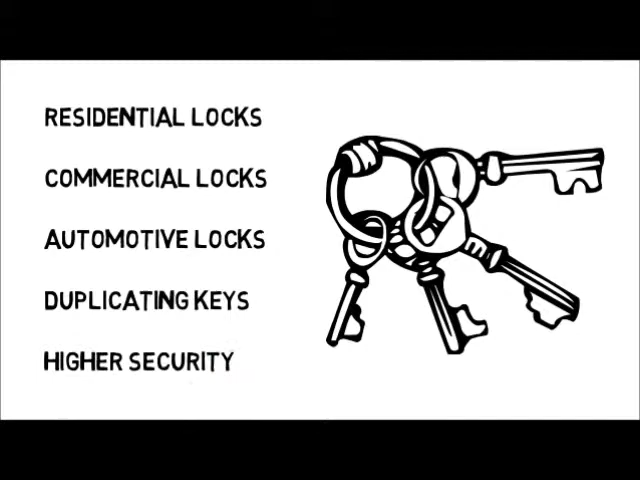 RESIDENTIAL LOCKS
COMMERCIAL LOCKS
AUTOMOTIVE LOCKS
DUPLICATING KEYS
HIGHER SECURITY